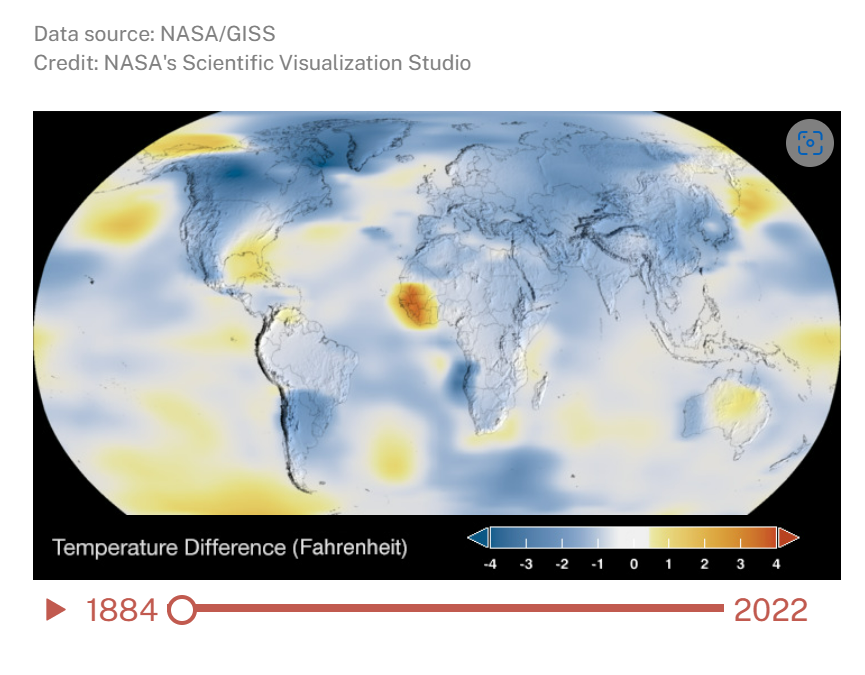 Data source: NASA/GISS
Credit: NASA's Scientific Visualization Studio
Temperature Difference (Fahrenheit)
-4 -3 -2 -1 0 1 2 3 4
1884 2022